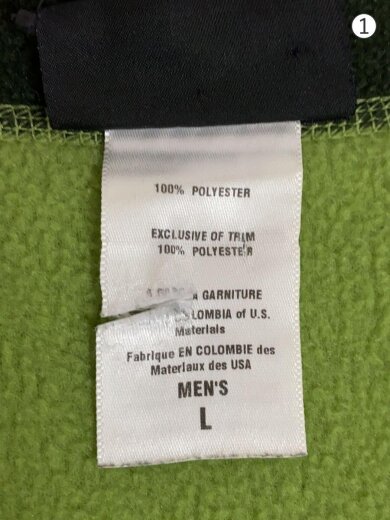 1
100% POLYESTER
EXCLUSIVE OF TRIM
100% POLYESTER
GARNITURE
COLOMBIA of U.S.
Materials
Fabrique EN COLOMBIE des
Materiaux des USA
MEN'S
L